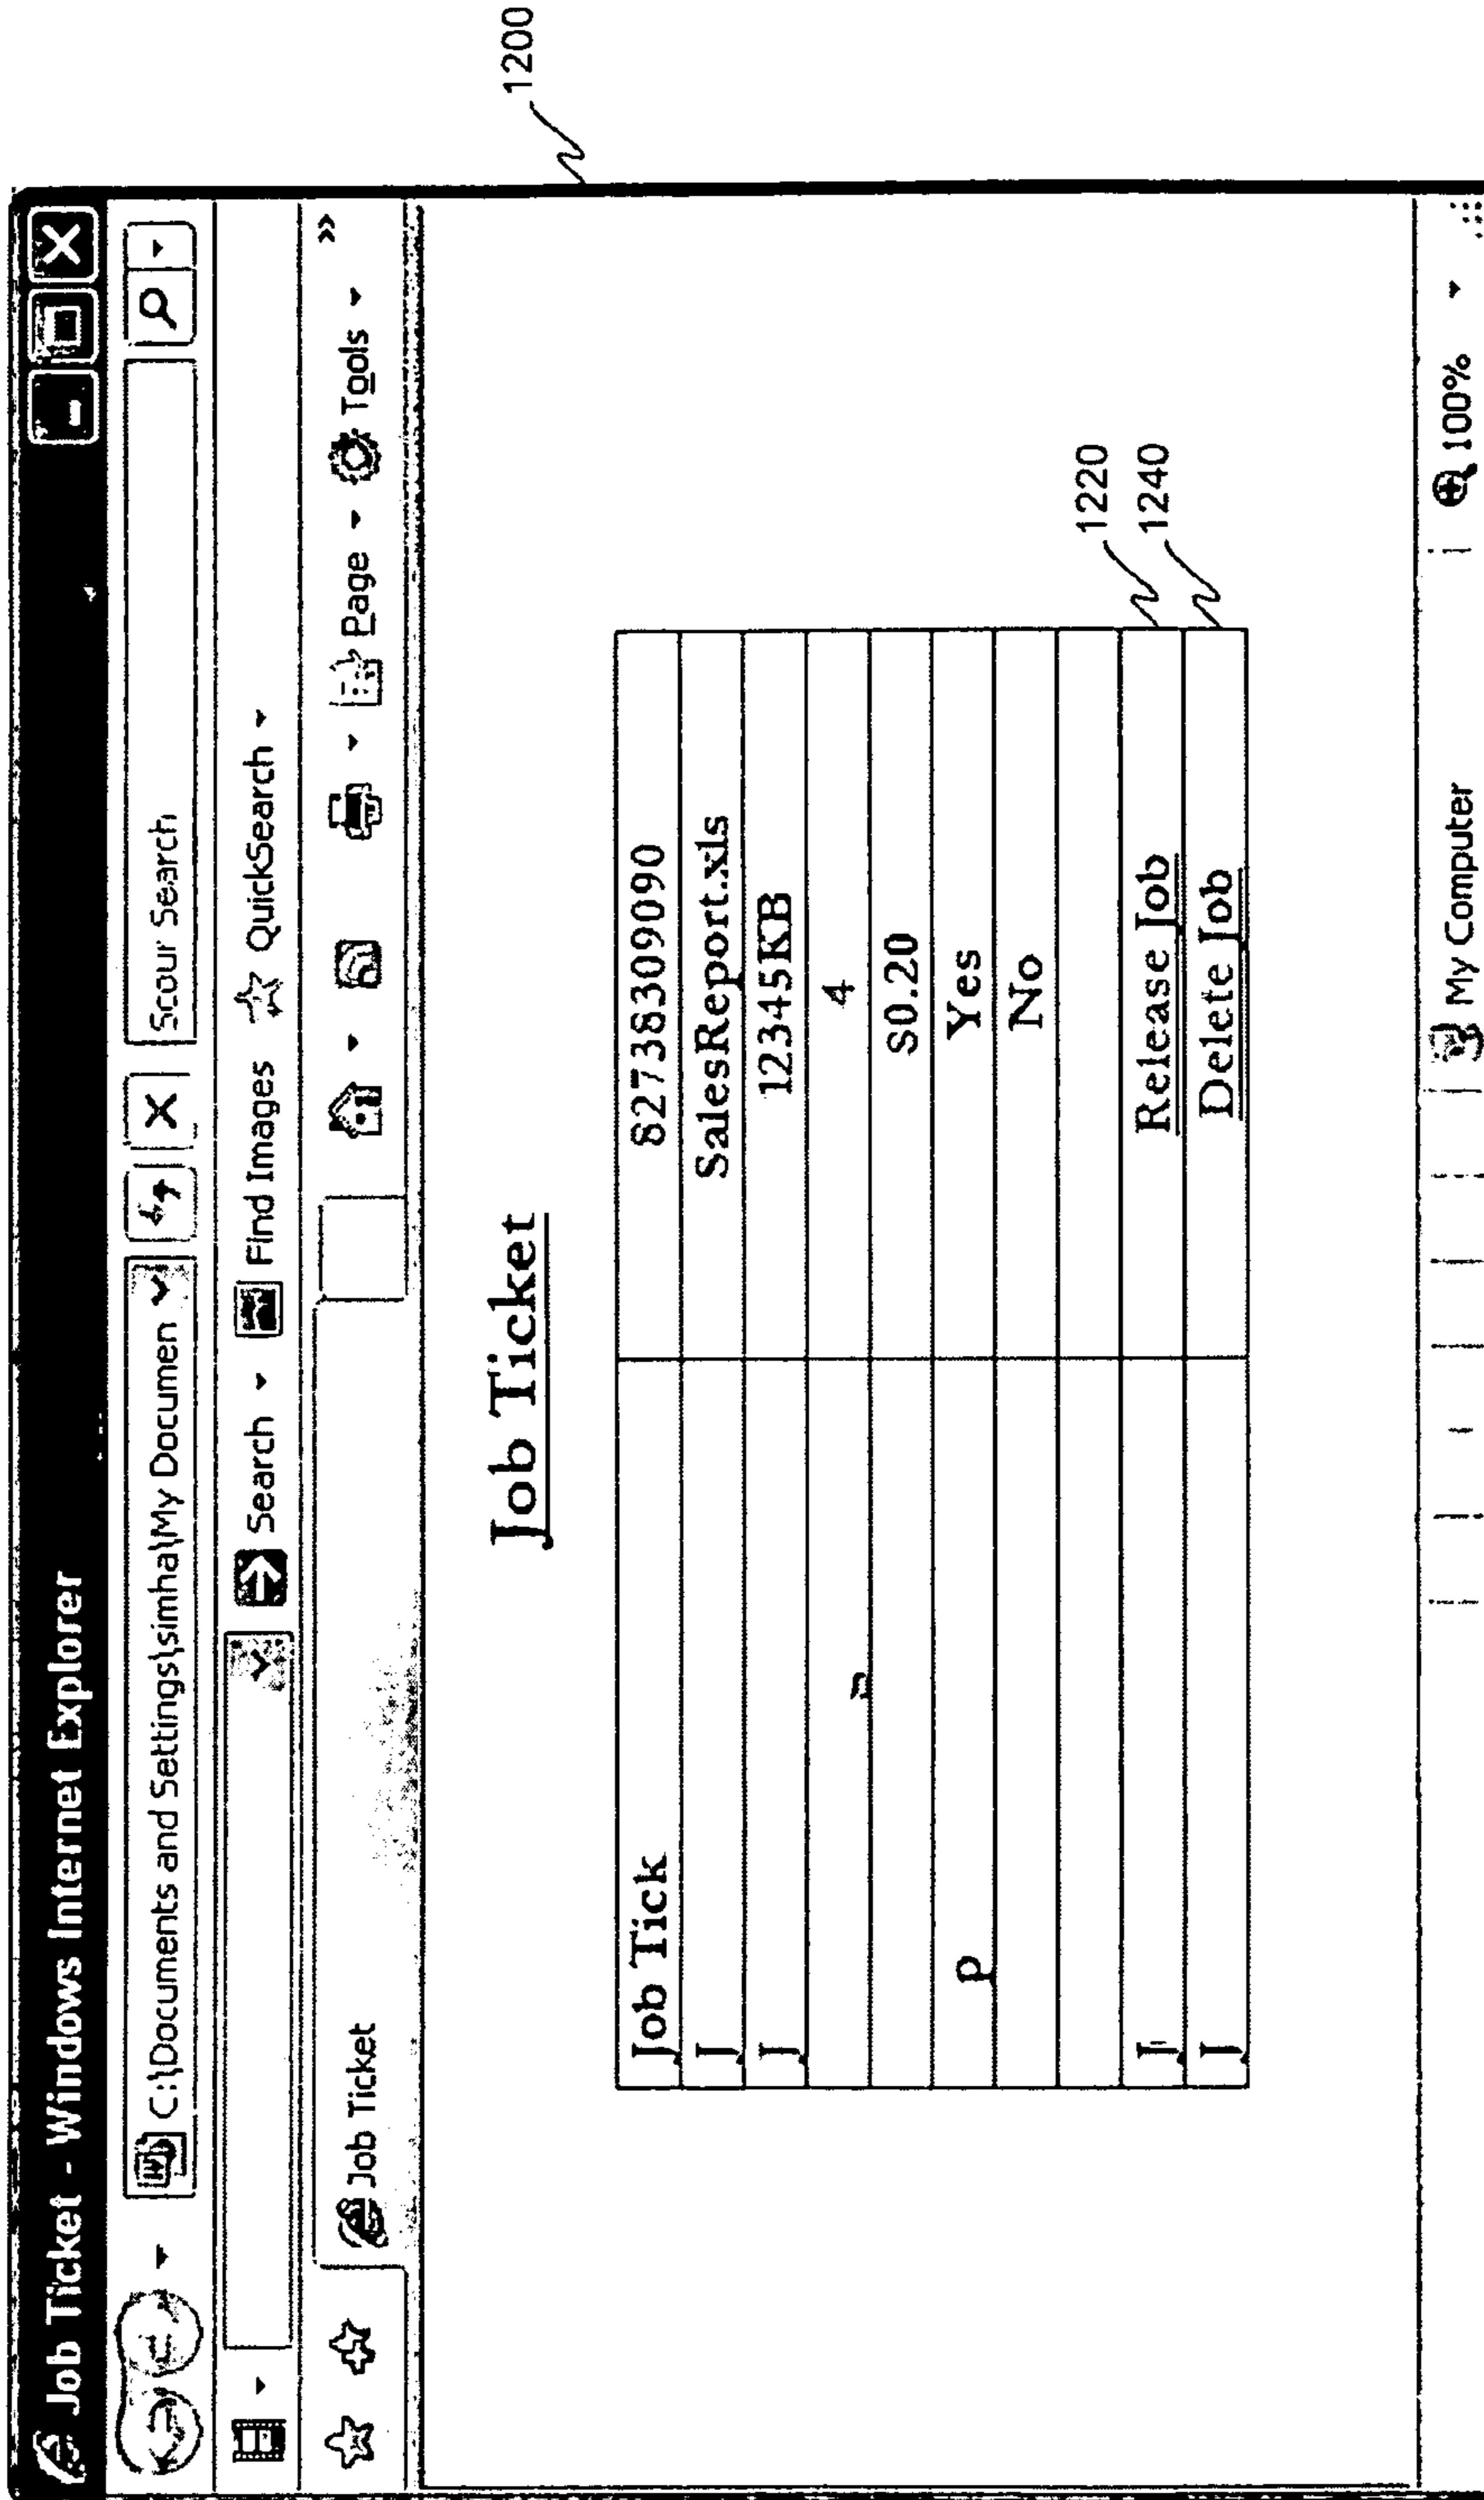 Job Ticket - Windows Internet Explorer
C:\Documents and Settings\simha\My Documen
Scour Search
Search
Find Images
QuickSearch
Job Ticket
Page
Tools
»
1200
Job Ticket
Job Tick 8273839090
J SalesReport.xls
J 12345KB
4
$0.20
p Yes
No
J Release Job 1220
J Delete Job 1240
My Computer
100%